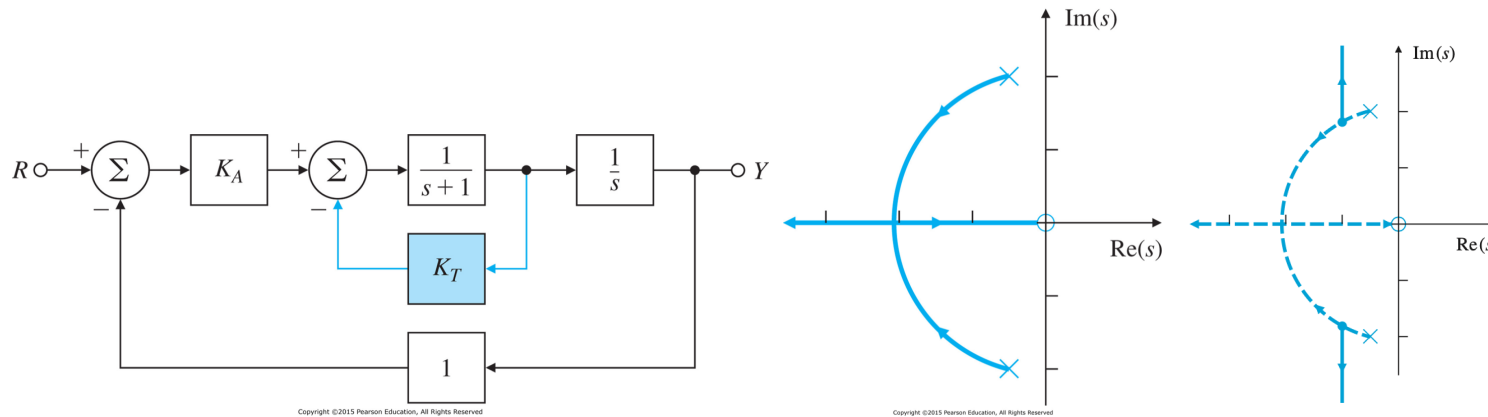 R
+
−
Σ
K_A
+
−
Σ
1
s + 1
1
s
Y
K_T
1
Copyright ©2015 Pearson Education, All Rights Reserved
Im(s)
Re(s)
Copyright ©2015 Pearson Education, All Rights Reserved
Im(s)
Re(s